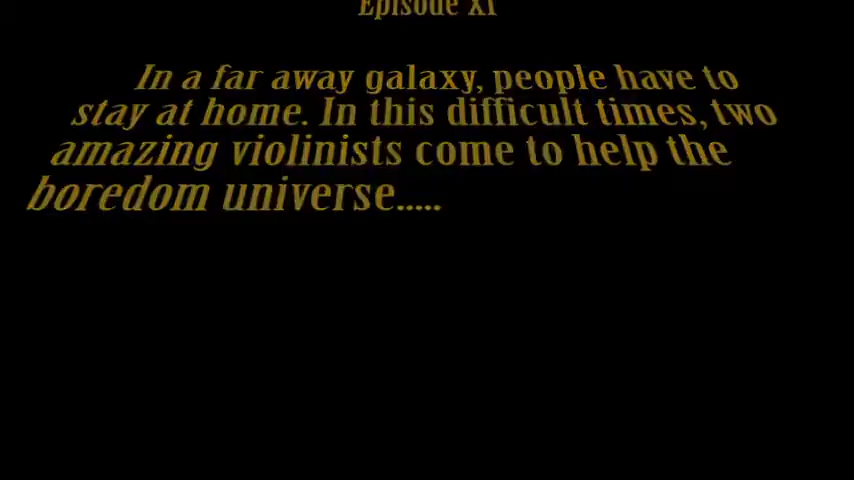 Episode XI
In a far away galaxy, people have to
stay at home. In this difficult times, two
amazing violinists come to help the
boredom universe.....